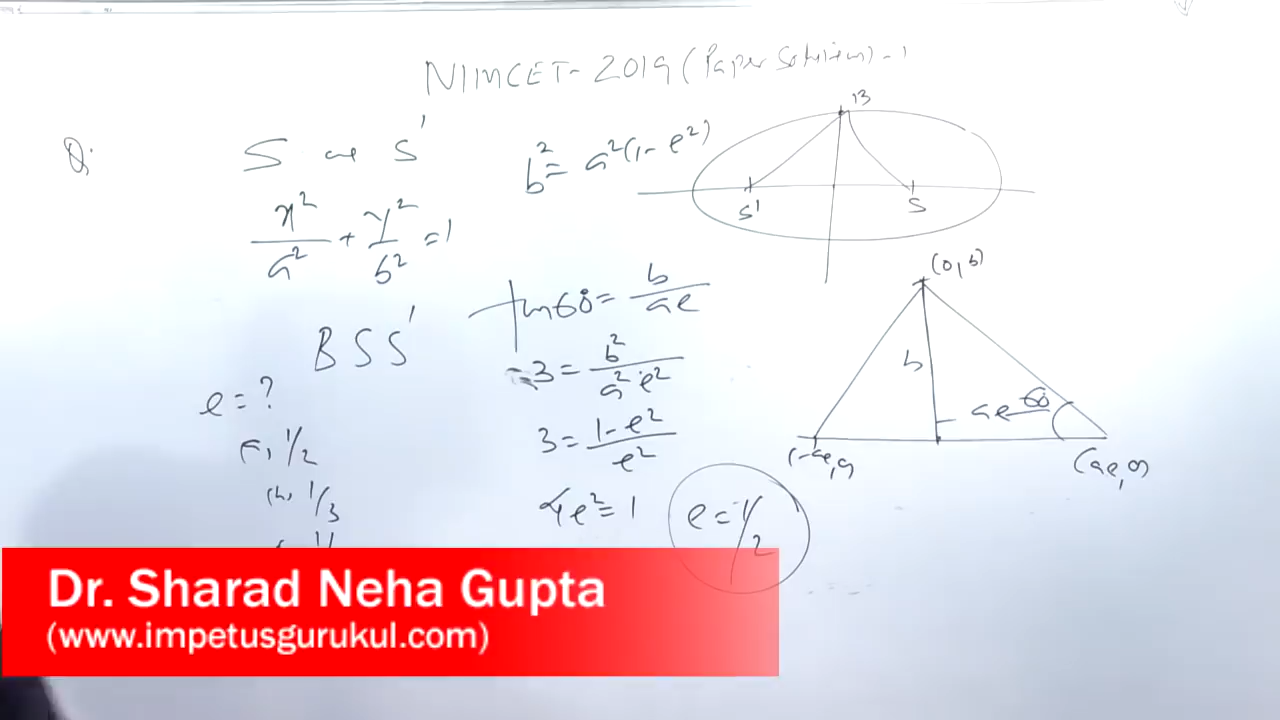 NIMCET - 2019 (Paper Solution) - 1
Q:
S and S'
x²/a² + y²/b² = 1
BSS'
e = ?
a, 1/2
(b, 1/3
b² = a²(1 - e²)
tan60 = b/ae
3 = b²/a²e²
3 = 1 - e²/e²
4e² = 1
e = 1/2
B
S'
S
(0, b)
b
ae
60
(-ae, 0)
(ae, 0)
Dr. Sharad Neha Gupta
(www.impetusgurukul.com)